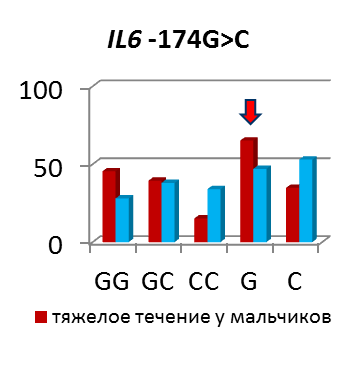 IL6 -174G>C
100
50
0
GG GC CC G C
тяжелое течение у мальчиков